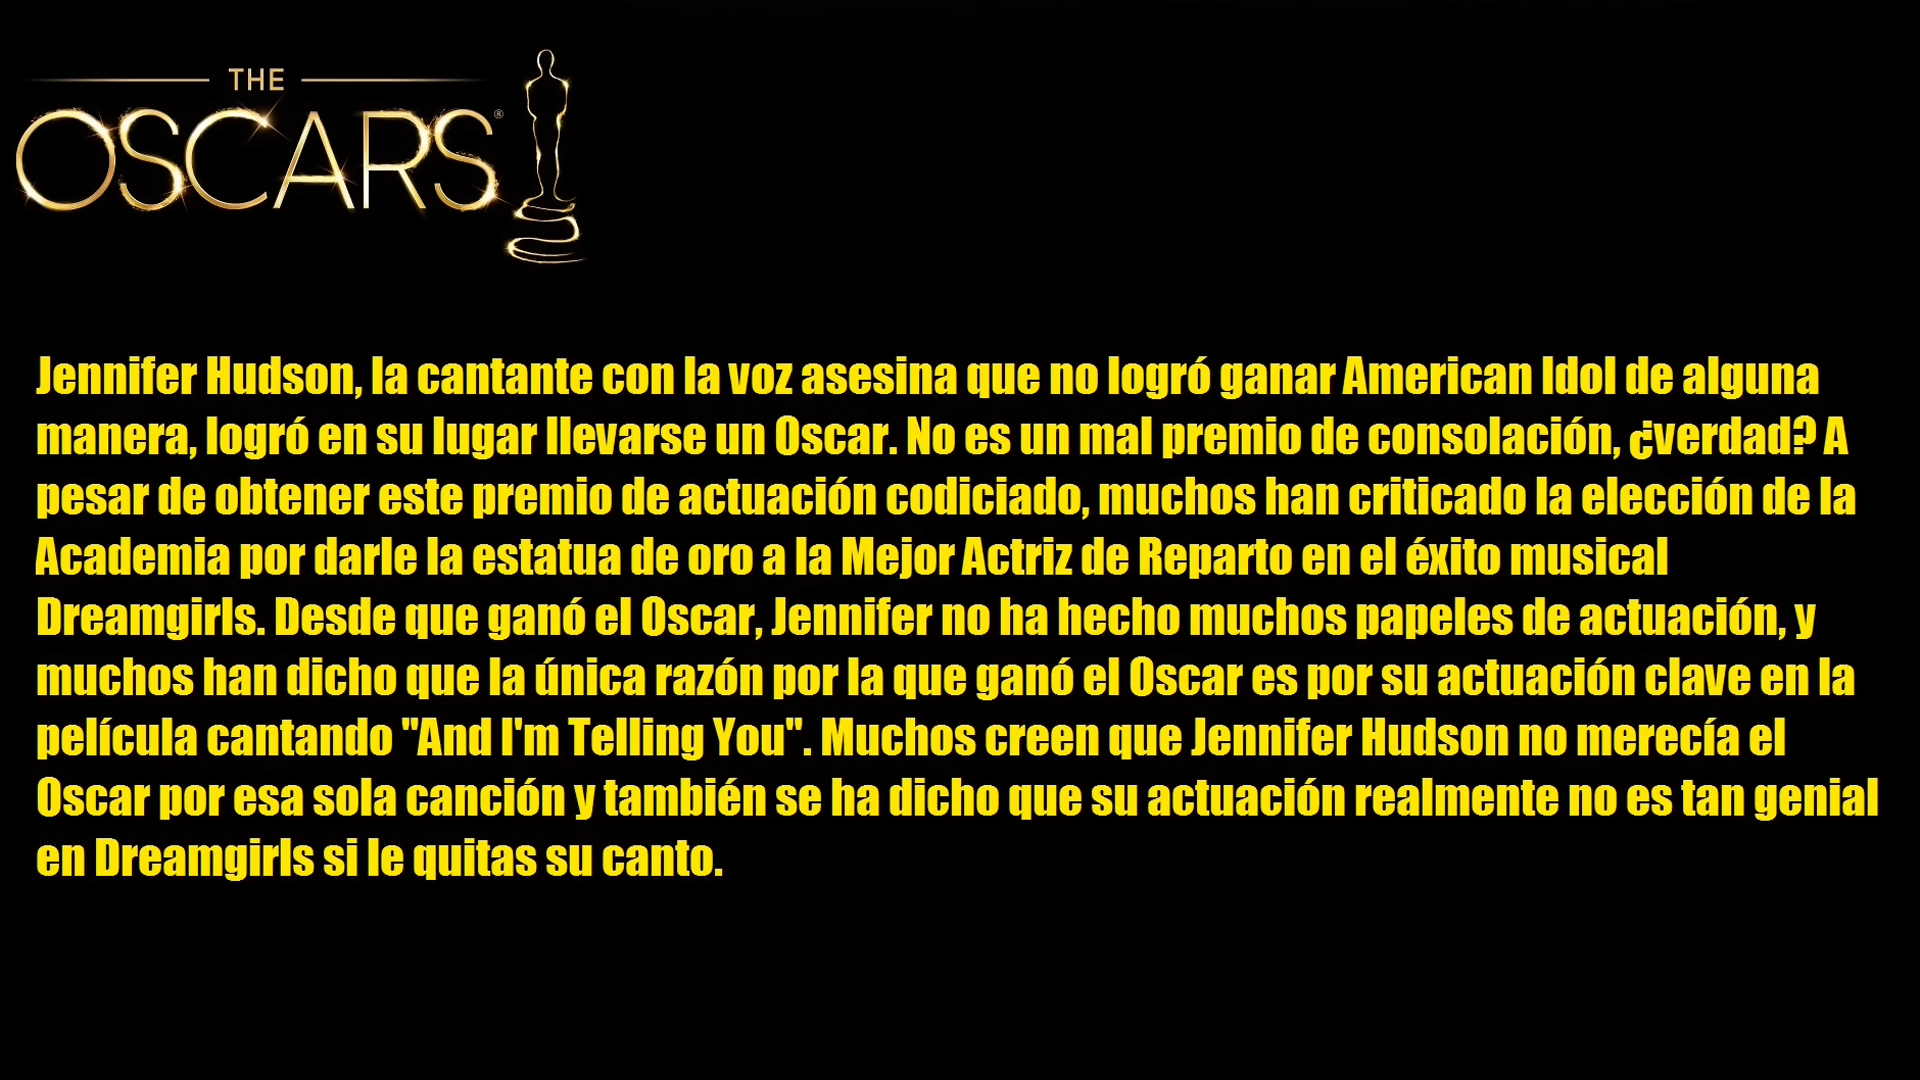 THE
OSCARS®
Jennifer Hudson, la cantante con la voz asesina que no logró ganar American Idol de alguna
manera, logró en su lugar llevarse un Oscar. No es un mal premio de consolación, ¿verdad? A
pesar de obtener este premio de actuación codiciado, muchos han criticado la elección de la
Academia por darle la estatua de oro a la Mejor Actriz de Reparto en el éxito musical
Dreamgirls. Desde que ganó el Oscar, Jennifer no ha hecho muchos papeles de actuación, y
muchos han dicho que la única razón por la que ganó el Oscar es por su actuación clave en la
película cantando "And I'm Telling You". Muchos creen que Jennifer Hudson no merecía el
Oscar por esa sola canción y también se ha dicho que su actuación realmente no es tan genial
en Dreamgirls si le quitas su canto.